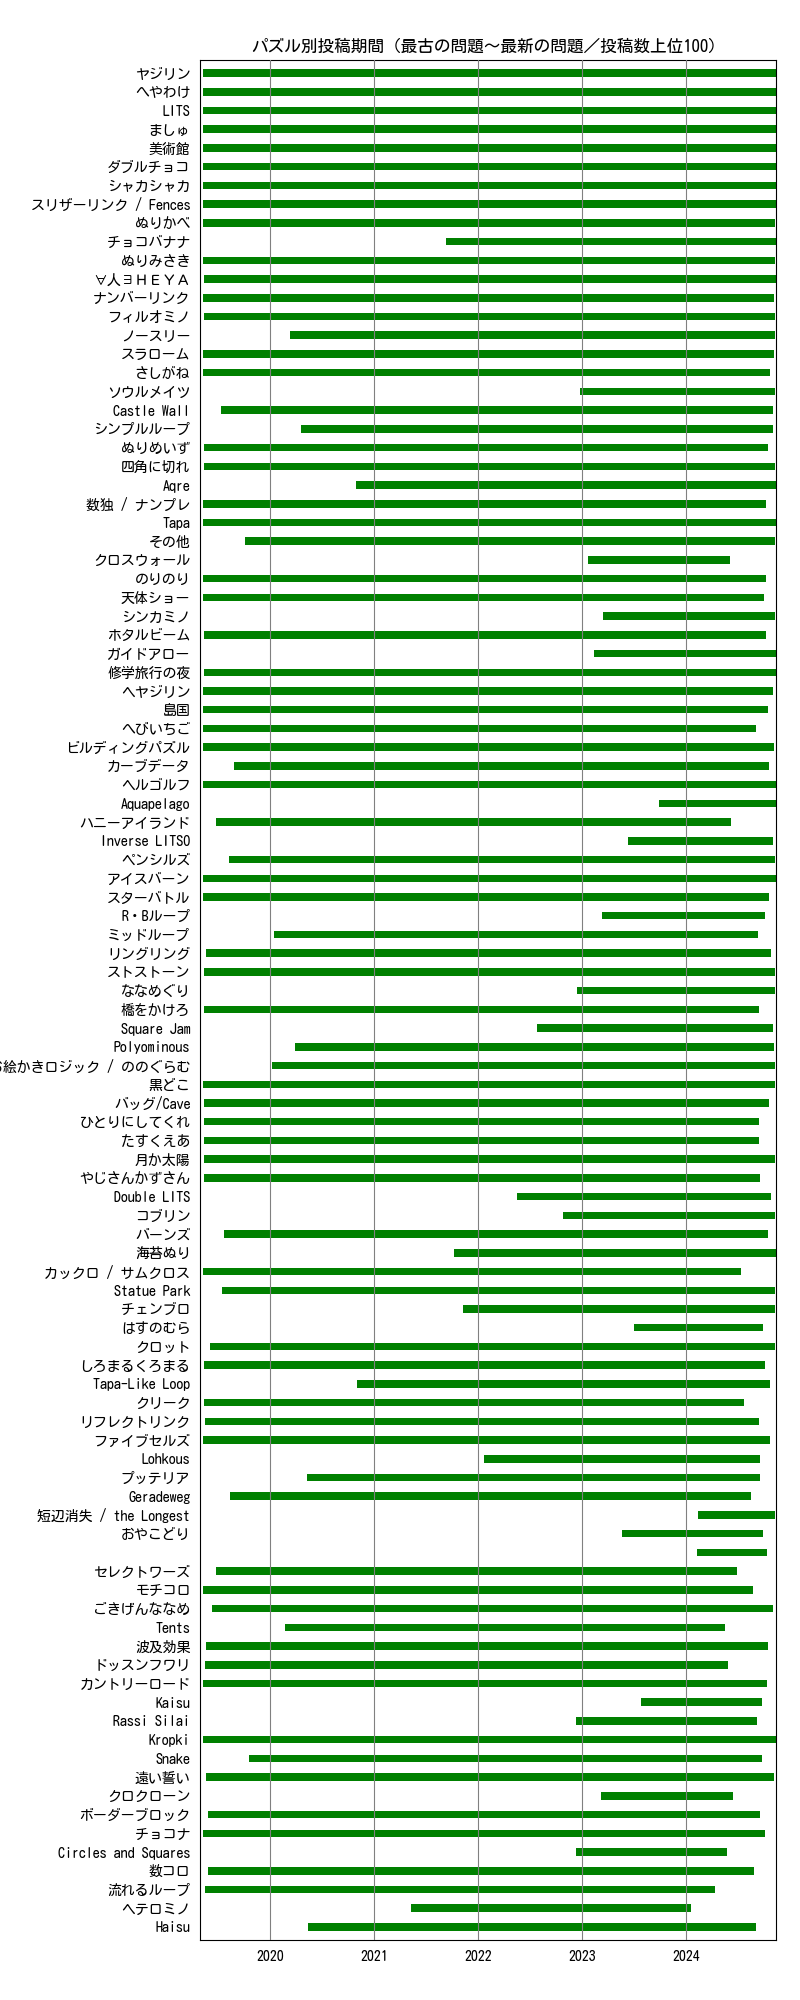 パズル別投稿期間（最古の問題～最新の問題／投稿数上位100）
ヤジリン
へやわけ
LITS
ましゅ
美術館
ダブルチョコ
シャカシャカ
スリザーリンク / Fences
ぬりかべ
チョコバナナ
ぬりみさき
∀人∃ＨＥＹＡ
ナンバーリンク
フィルオミノ
ノースリー
スラローム
さしがね
ソウルメイツ
Castle Wall
シンプルループ
ぬりめいず
四角に切れ
Aqre
数独 / ナンプレ
Tapa
その他
クロスウォール
のりのり
天体ショー
シンカミノ
ホタルビーム
ガイドアロー
修学旅行の夜
ヘヤジリン
島国
へびいちご
ビルディングパズル
カーブデータ
ヘルゴルフ
Aquapelago
ハニーアイランド
Inverse LITSO
ペンシルズ
アイスバーン
スターバトル
R・Bループ
ミッドループ
リングリング
ストストーン
ななめぐり
橋をかけろ
Square Jam
Polyominous
絵かきロジック / ののぐらむ
黒どこ
バッグ/Cave
ひとりにしてくれ
たすくえあ
月か太陽
やじさんかずさん
Double LITS
コブリン
バーンズ
海苔ぬり
カックロ / サムクロス
Statue Park
チェンブロ
はすのむら
クロット
しろまるくろまる
Tapa-Like Loop
クリーク
リフレクトリンク
ファイブセルズ
Lohkous
プッテリア
Geradeweg
短辺消失 / the Longest
おやこどり
セレクトワーズ
モチコロ
ごきげんななめ
Tents
波及効果
ドッスンフワリ
カントリーロード
Kaisu
Rassi Silai
Kropki
Snake
遠い誓い
クロクローン
ボーダーブロック
チョコナ
Circles and Squares
数コロ
流れるループ
ヘテロミノ
Haisu
2020 2021 2022 2023 2024